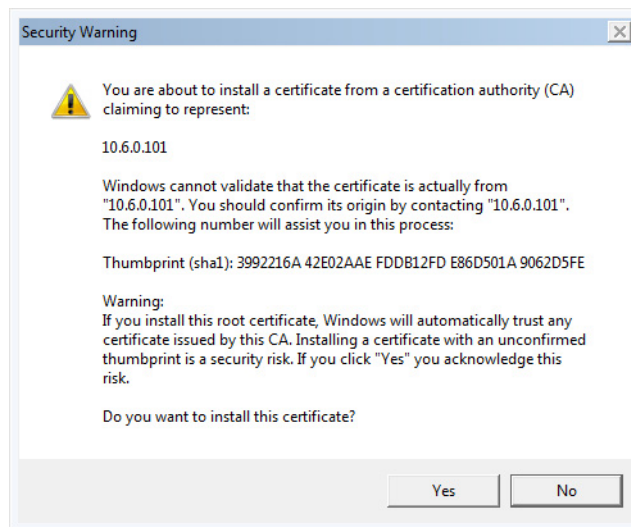 Security Warning
You are about to install a certificate from a certification authority (CA)
claiming to represent:
10.6.0.101
Windows cannot validate that the certificate is actually from
"10.6.0.101". You should confirm its origin by contacting "10.6.0.101".
The following number will assist you in this process:
Thumbprint (sha1): 3992216A 42E02AAE FDDB12FD E86D501A 9062D5FE
Warning:
If you install this root certificate, Windows will automatically trust any
certificate issued by this CA. Installing a certificate with an unconfirmed
thumbprint is a security risk. If you click "Yes" you acknowledge this
risk.
Do you want to install this certificate?
Yes
No